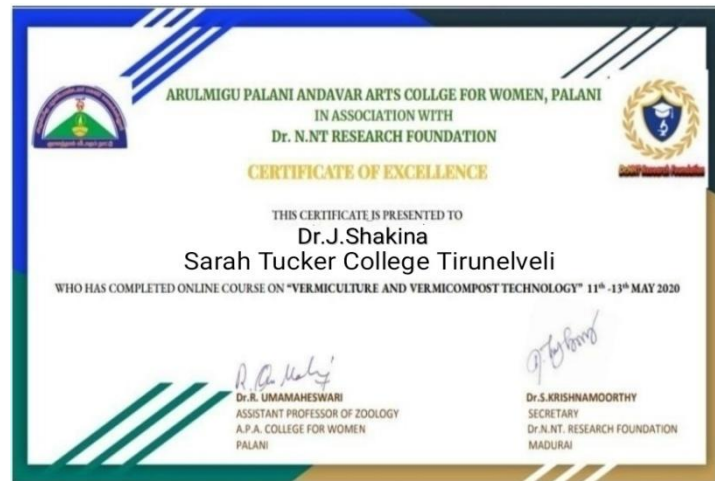 ARULMIGU PALANI ANDAVAR ARTS COLLGE FOR WOMEN, PALANI
IN ASSOCIATION WITH
Dr. N.NT RESEARCH FOUNDATION
CERTIFICATE OF EXCELLENCE
THIS CERTIFICATE IS PRESENTED TO
Dr.J.Shakina
Sarah Tucker College Tirunelveli
WHO HAS COMPLETED ONLINE COURSE ON “VERMICULTURE AND VERMICOMPOST TECHNOLOGY” 11th -13th MAY 2020
Dr.R. UMAMAHESWARI
ASSISTANT PROFESSOR OF ZOOLOGY
A.P.A. COLLEGE FOR WOMEN
PALANI
Dr.S.KRISHNAMOORTHY
SECRETARY
Dr.N.NT. RESEARCH FOUNDATION
MADURAI